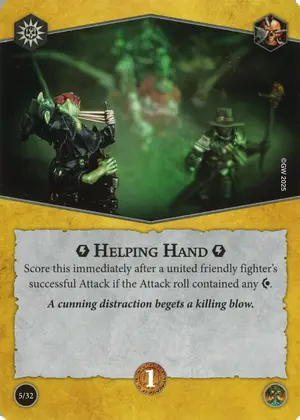 ©GW 2025
HELPING HAND
Score this immediately after a united friendly fighter's
successful Attack if the Attack roll contained any .
A cunning distraction begets a killing blow.
5/32
1